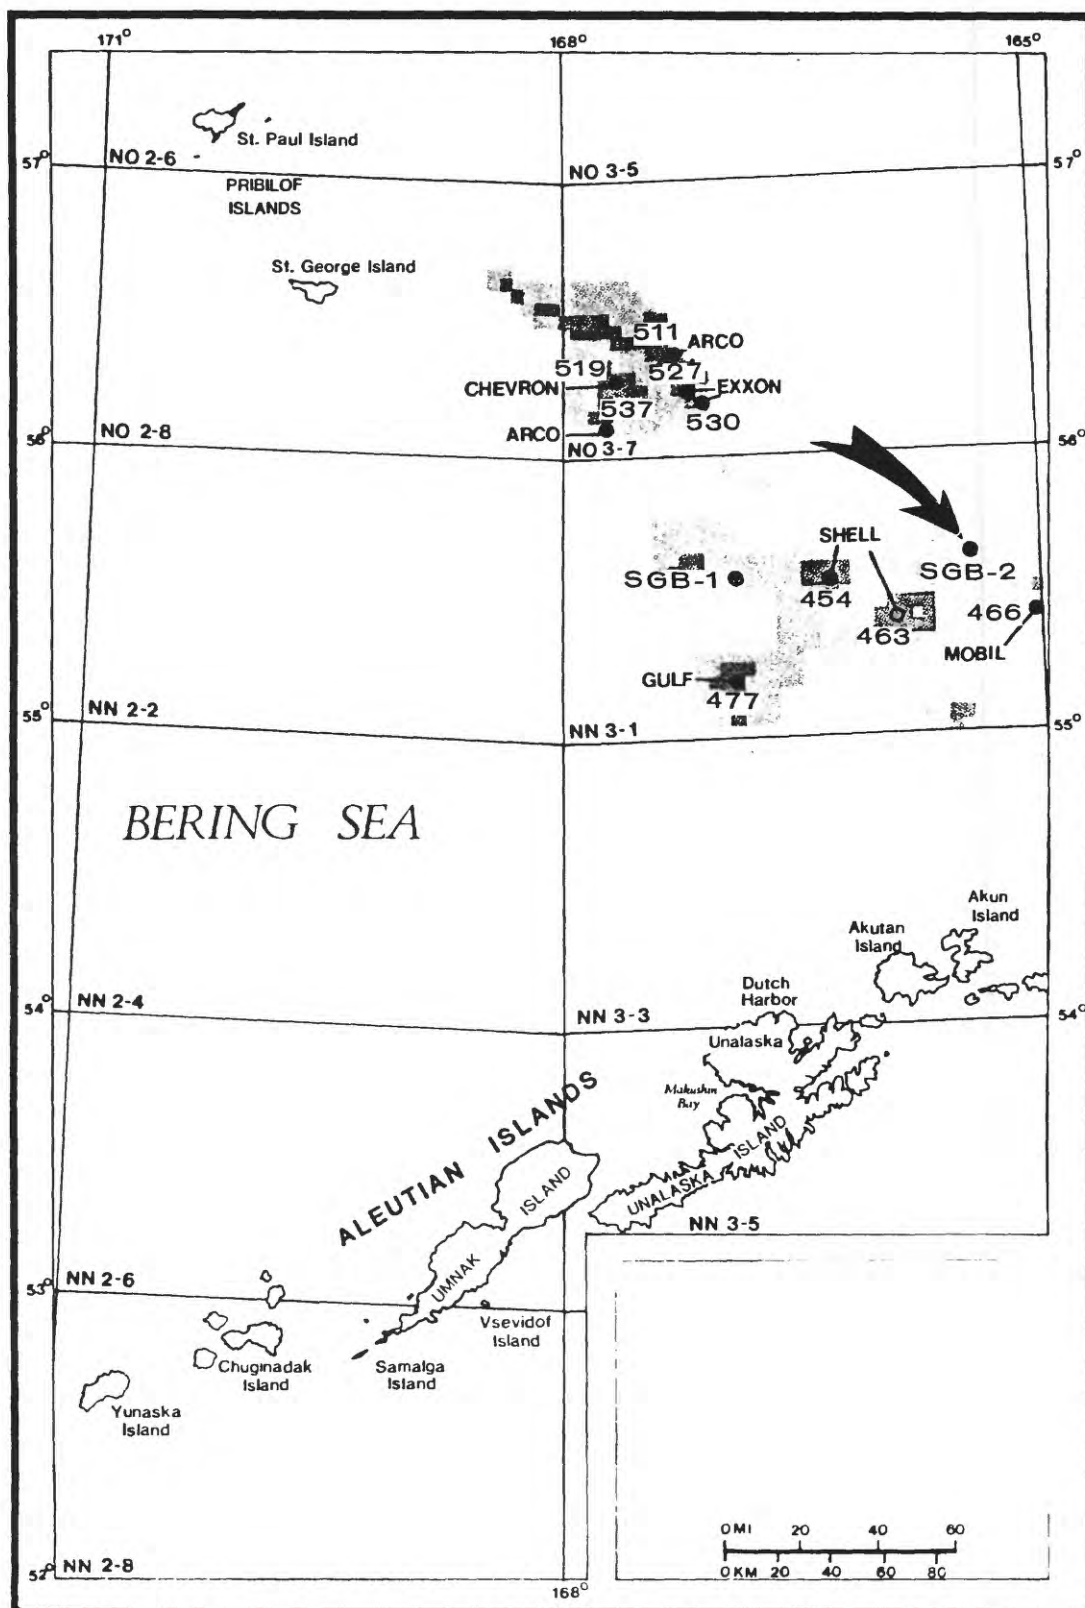 171°
168°
165°
St. Paul Island
57°
NO 2-6
NO 3-5
57°
PRIBILOF
ISLANDS
St. George Island
511
ARCO
519
527
CHEVRON
EXXON
537
530
ARCO
56°
NO 2-8
NO 3-7
56°
SHELL
SGB-1
SGB-2
454
466
463
MOBIL
GULF
477
55°
NN 2-2
NN 3-1
55°
BERING SEA
Akun
Island
Akutan
Island
Dutch
Harbor
54°
NN 2-4
NN 3-3
54°
Unalaska
Makushin
Bay
ALEUTIAN ISLANDS
UNALASKA ISLAND
UMNAK ISLAND
NN 3-5
53°
NN 2-6
Vsevidof
Island
Chuginadak
Island
Samalga
Island
Yunaska
Island
0 MI 20 40 60
0 KM 20 40 60 80
52°
NN 2-8
168°